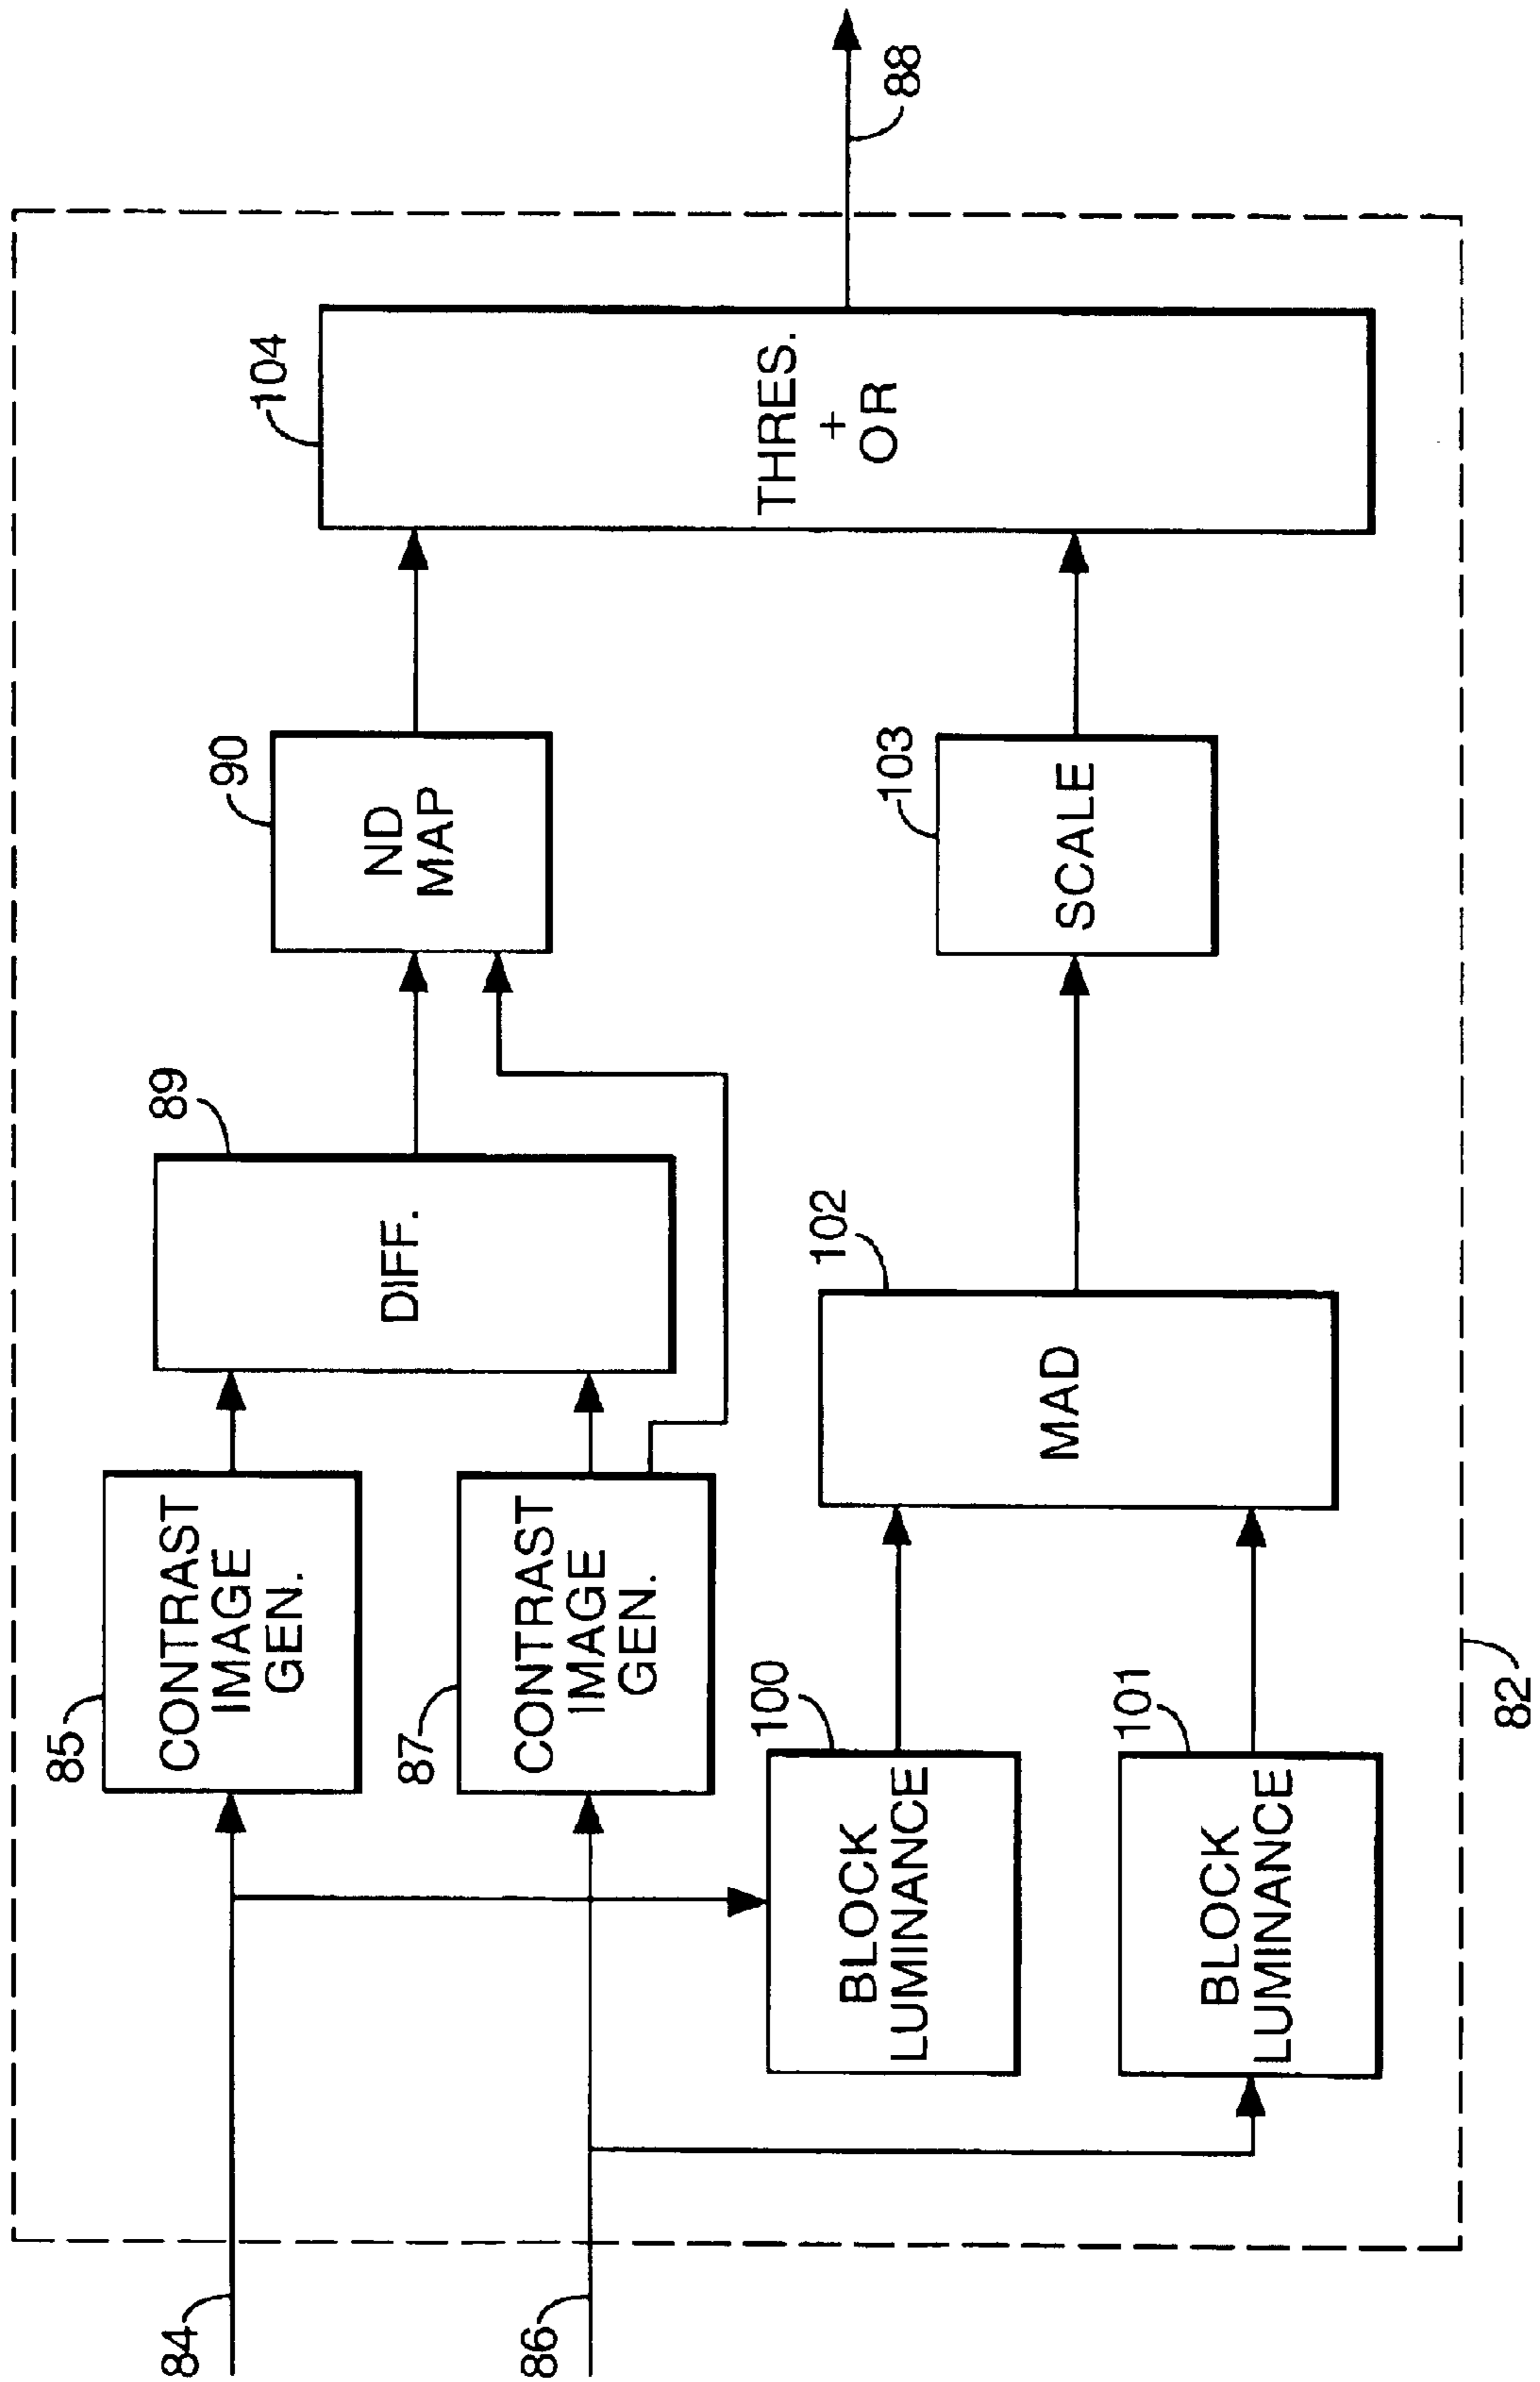 84
86
85
CONTRAST
IMAGE
GEN.
87
CONTRAST
IMAGE
GEN.
89
DIFF.
90
ND
MAP
104
THRES.
+
OR
88
100
BLOCK
LUMINANCE
101
BLOCK
LUMINANCE
102
MAD
103
SCALE
82